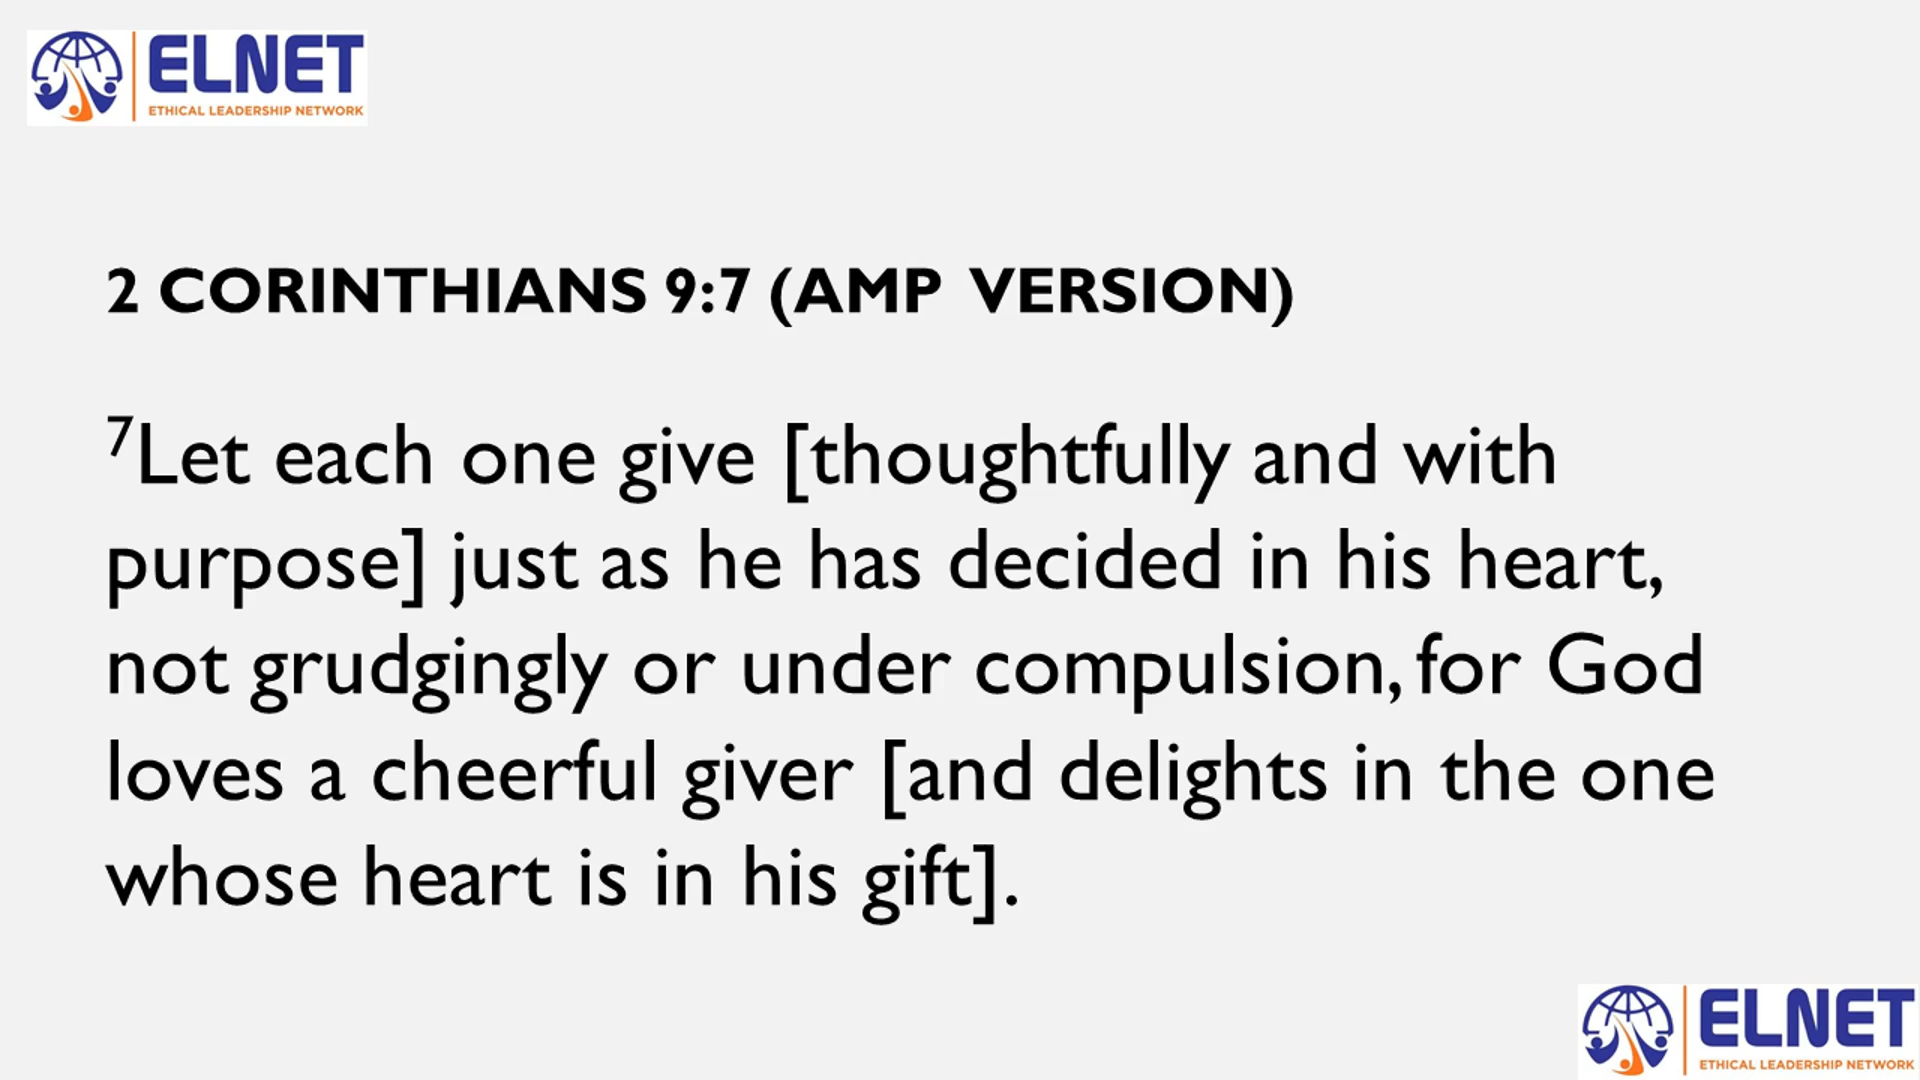 ELNET
ETHICAL LEADERSHIP NETWORK
2 CORINTHIANS 9:7 (AMP VERSION)
7Let each one give [thoughtfully and with
purpose] just as he has decided in his heart,
not grudgingly or under compulsion, for God
loves a cheerful giver [and delights in the one
whose heart is in his gift].
ELNET
ETHICAL LEADERSHIP NETWORK